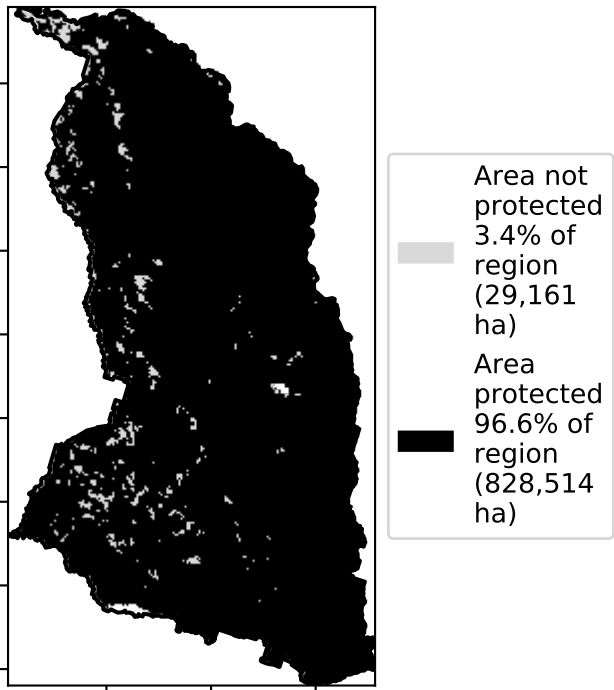 Area not
protected
3.4% of
region
(29,161
ha)
Area
protected
96.6% of
region
(828,514
ha)